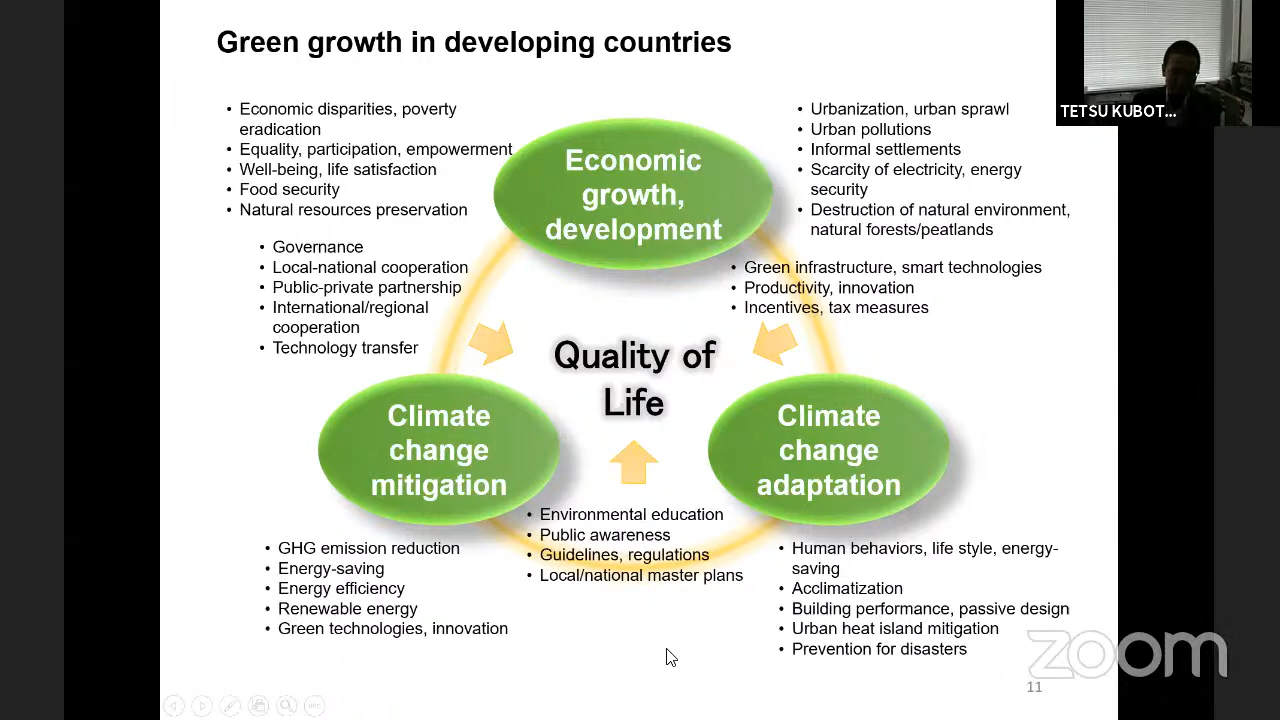 Green growth in developing countries
TETSU KUBOT...
• Economic disparities, poverty
eradication
• Equality, participation, empowerment
• Well-being, life satisfaction
• Food security
• Natural resources preservation
Economic
growth,
development
• Urbanization, urban sprawl
• Urban pollutions
• Informal settlements
• Scarcity of electricity, energy
security
• Destruction of natural environment,
natural forests/peatlands
• Governance
• Local-national cooperation
• Public-private partnership
• International/regional
cooperation
• Technology transfer
• Green infrastructure, smart technologies
• Productivity, innovation
• Incentives, tax measures
Quality of
Life
Climate
change
mitigation
Climate
change
adaptation
• Environmental education
• Public awareness
• Guidelines, regulations
• Local/national master plans
• GHG emission reduction
• Energy-saving
• Energy efficiency
• Renewable energy
• Green technologies, innovation
• Human behaviors, life style, energy-
saving
• Acclimatization
• Building performance, passive design
• Urban heat island mitigation
• Prevention for disasters
zoom
11